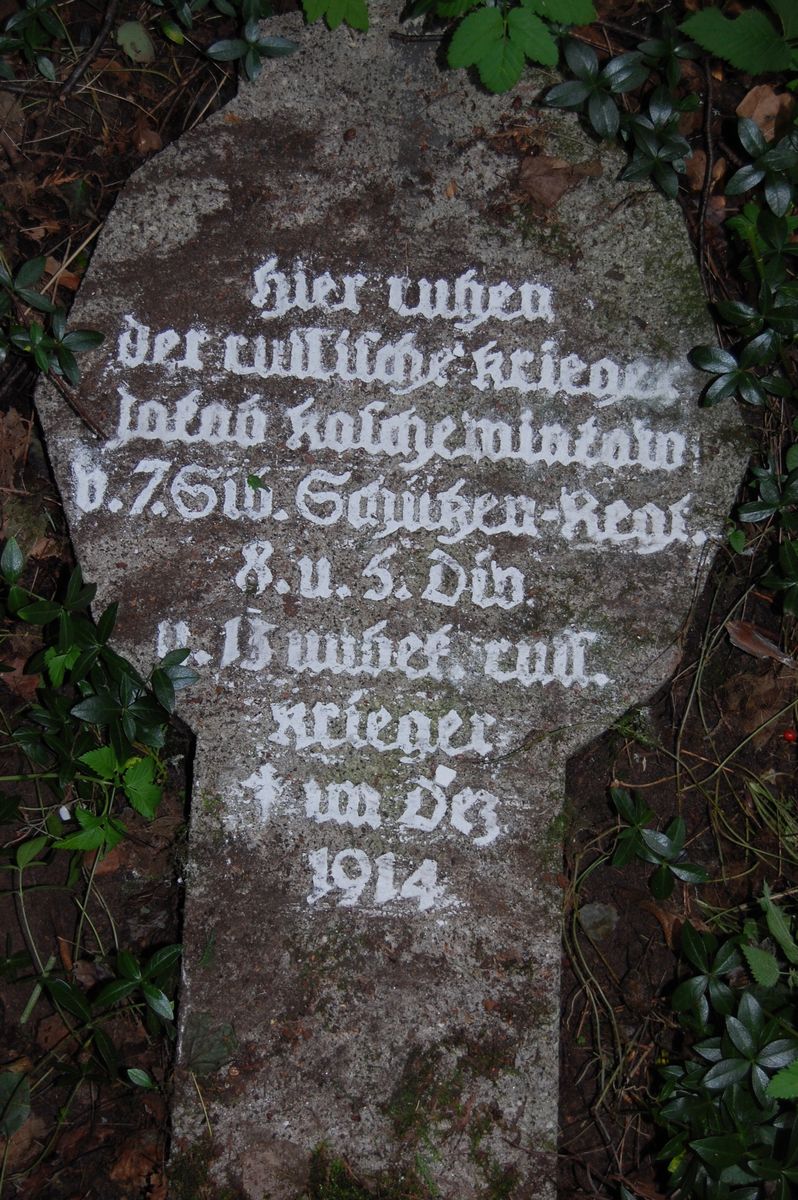 Hier ruhen
der russische Krieger
Jakob Kascheminkow
v. 7. Sib. Schützen-Regt.
8. u. 5. Div.
u. 13 unbek. russ.
Krieger
† im Dez
1914